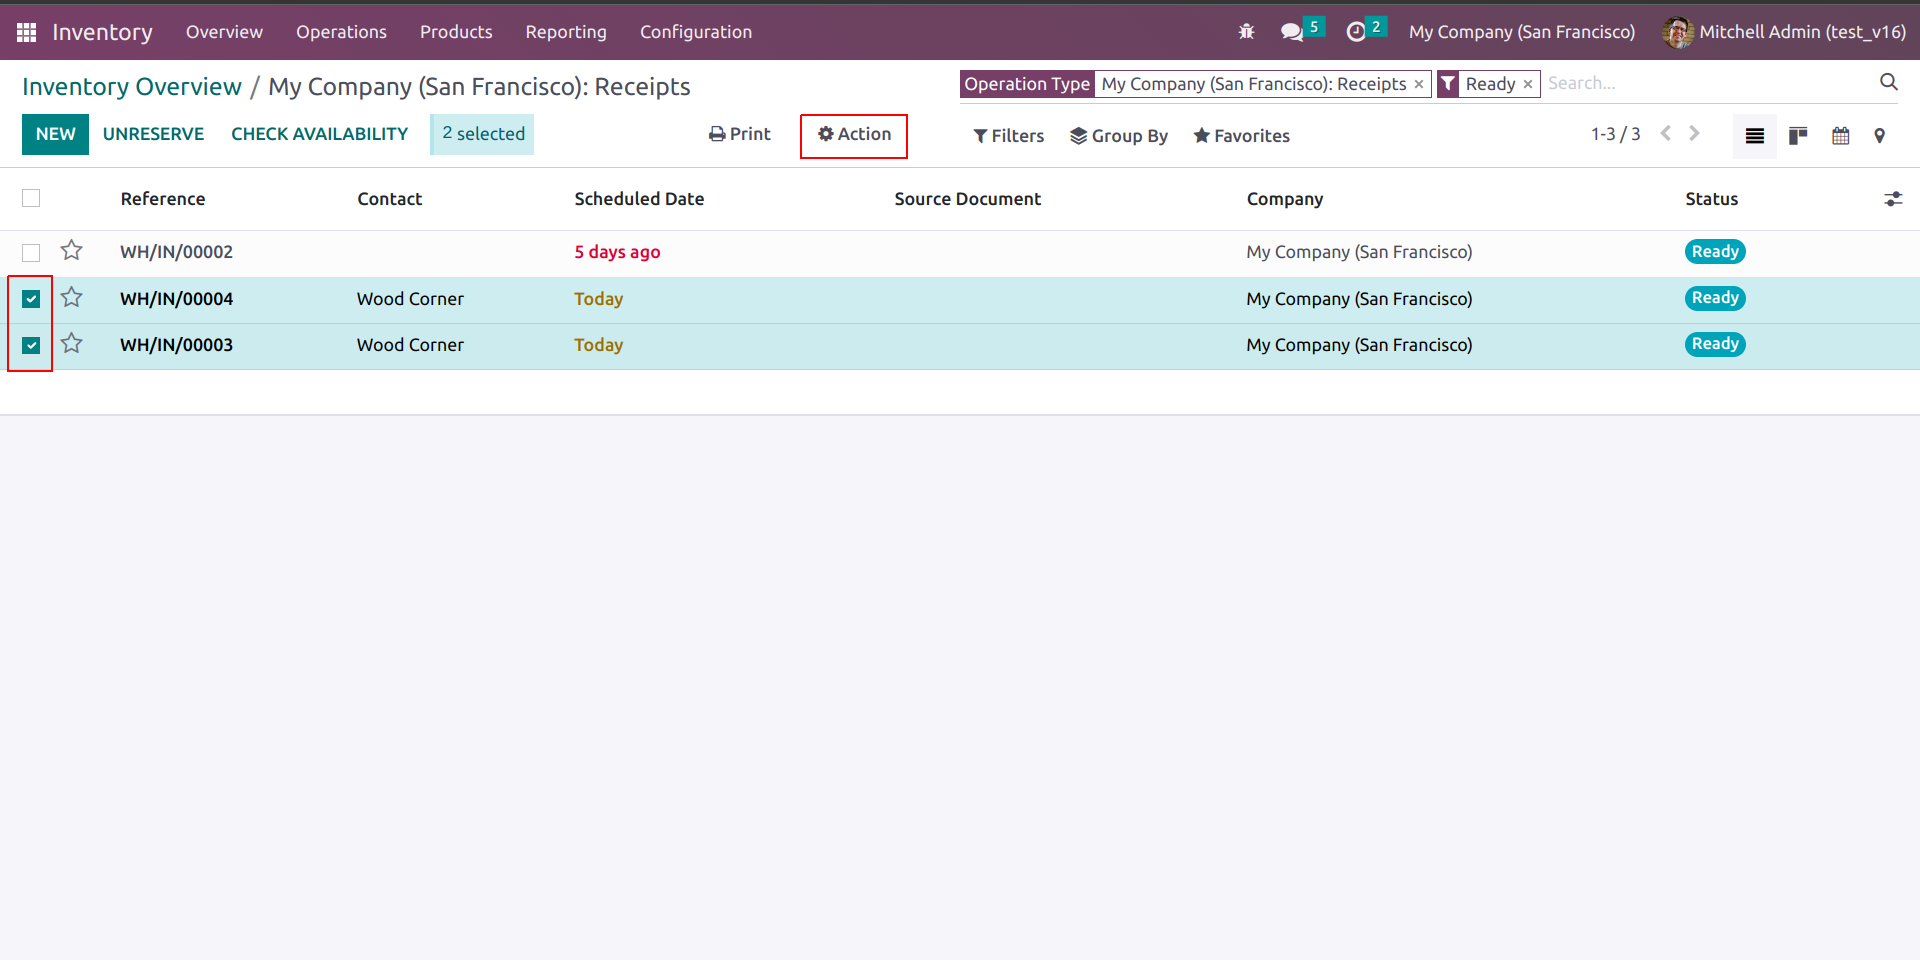 Inventory Overview Operations Products Reporting Configuration 5 2 My Company (San Francisco) Mitchell Admin (test_v16)
Inventory Overview / My Company (San Francisco): Receipts
Operation Type My Company (San Francisco): Receipts × Ready × Search...
NEW UNRESERVE CHECK AVAILABILITY 2 selected Print Action Filters Group By Favorites 1-3 / 3
Reference Contact Scheduled Date Source Document Company Status
WH/IN/00002 5 days ago My Company (San Francisco) Ready
WH/IN/00004 Wood Corner Today My Company (San Francisco) Ready
WH/IN/00003 Wood Corner Today My Company (San Francisco) Ready